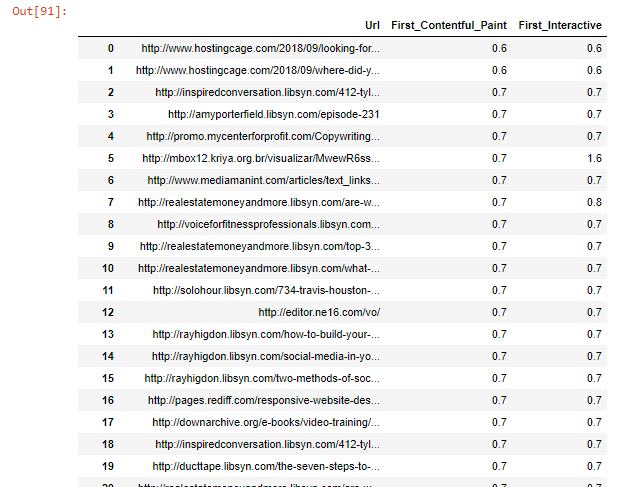 Out[91]:
Url First_Contentful_Paint First_Interactive
0 http://www.hostingcage.com/2018/09/looking-for... 0.6 0.6
1 http://www.hostingcage.com/2018/09/where-did-y... 0.6 0.6
2 http://inspiredconversation.libsyn.com/412-tyl... 0.7 0.7
3 http://amyporterfield.libsyn.com/episode-231 0.7 0.7
4 http://promo.mycenterforprofit.com/Copywriting... 0.7 0.7
5 http://mbox12.kriya.org.br/visualizar/MwewR6ss... 0.7 1.6
6 http://www.mediamanint.com/articles/text_links... 0.7 0.7
7 http://realestatemoneyandmore.libsyn.com/are-w... 0.7 0.8
8 http://voiceforfitnessprofessionals.libsyn.com... 0.7 0.7
9 http://realestatemoneyandmore.libsyn.com/top-3... 0.7 0.7
10 http://realestatemoneyandmore.libsyn.com/what-... 0.7 0.7
11 http://solohour.libsyn.com/734-travis-houston-... 0.7 0.7
12 http://editor.ne16.com/vo/ 0.7 0.7
13 http://rayhigdon.libsyn.com/how-to-build-your-... 0.7 0.7
14 http://rayhigdon.libsyn.com/social-media-in-yo... 0.7 0.7
15 http://rayhigdon.libsyn.com/two-methods-of-soc... 0.7 0.7
16 http://pages.rediff.com/responsive-website-des... 0.7 0.7
17 http://downarchive.org/e-books/video-training/... 0.7 0.7
18 http://inspiredconversation.libsyn.com/412-tyl... 0.7 0.7
19 http://ducttape.libsyn.com/the-seven-steps-to-... 0.7 0.7